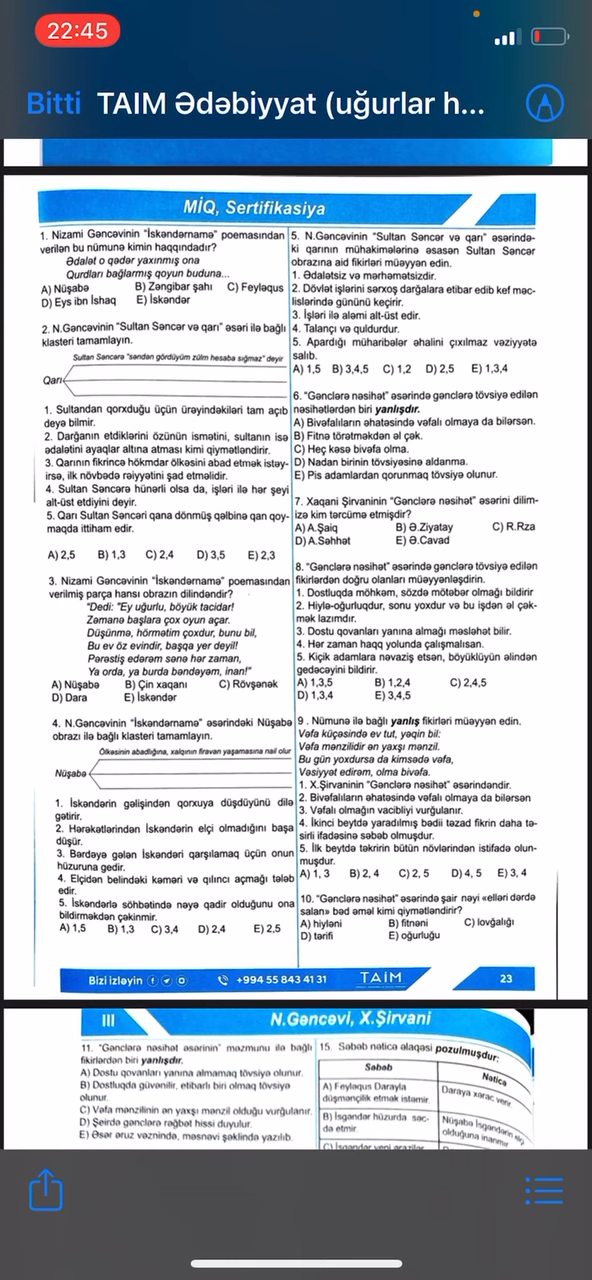 22:45
Bitti TAIM Ədəbiyyat (uğurlar h...
MİQ, Sertifikasiya
1. Nizami Gəncəvinin "İskəndərnamə" poemasından
verilən bu nümunə kimin haqqındadır?
Ədalət o qədər yaxınmış ona
Qurdları bağlarmış qoyun buduna...
A) Nüşabə B) Zəngibar şahı C) Feyləqus
D) Eys ibn İshaq E) İskəndər
2. N.Gəncəvinin "Sultan Səncər və qarı" əsəri ilə bağlı
klasteri tamamlayın.
Sultan Səncərə "səndən gördüyüm zülm hesaba sığmaz" deyir
Qarı
1. Sultandan qorxduğu üçün ürəyindəkiləri tam açıb
deyə bilmir.
2. Darğanın etdiklərini özünün ismətini, sultanın isə
ədalətini ayaqlar altına atması kimi qiymətləndirir.
3. Qarının fikrincə hökmdar ölkəsini abad etmək istəy-
irsə, ilk növbədə rəiyyətini şad etməlidir.
4. Sultan Səncərə hünərli olsa da, işləri ilə hər şeyi
alt-üst etdiyini deyir.
5. Qarı Sultan Səncəri qana dönmüş qəlbinə qan qoy-
maqda ittiham edir.
A) 2,5 B) 1,3 C) 2,4 D) 3,5 E) 2,3
3. Nizami Gəncəvinin "İskəndərnamə" poemasından
verilmiş parça hansı obrazın dilindəndir?
"Dedi: "Ey uğurlu, böyük tacidar!
Zəmanə başlara çox oyun açar.
Düşünmə, hörmətim çoxdur, bunu bil,
Bu ev öz evindir, başqa yer deyil!
Pərəstiş edərəm sənə hər zaman,
Ya orda, ya burda bəndəyəm, inan!"
A) Nüşabə B) Çin xaqanı C) Rövşənək
D) Dara E) İskəndər
4. N.Gəncəvinin "İskəndərnamə" əsərindəki Nüşabə
obrazı ilə bağlı klasteri tamamlayın.
Ölkəsinin abadlığına, xalqının firavan yaşamasına nail olur
Nüşabə
1. İskəndərin gəlişindən qorxuya düşdüyünü dilə
gətirir.
2. Hərəkətlərindən İskəndərin elçi olmadığını başa
düşür.
3. Bərdəyə gələn İskəndəri qarşılamaq üçün onun
hüzuruna gedir.
4. Elçidən belindəki kəməri və qılıncı açmağı tələb
edir.
5. İskəndərlə söhbətində nəyə qadir olduğunu ona
bildirməkdən çəkinmir.
A) 1,5 B) 1,3 C) 3,4 D) 2,4 E) 2,5
5. N.Gəncəvinin "Sultan Səncər və qarı" əsərində-
ki qarının mühakimələrinə əsasən Sultan Səncər
obrazına aid fikirləri müəyyən edin.
1. Ədalətsiz və mərhəmətsizdir.
2. Dövlət işlərini sərxoş darğalara etibar edib kef məc-
lislərində gününü keçirir.
3. İşləri ilə aləmi alt-üst edir.
4. Talançı və quldurdur.
5. Apardığı müharibələr əhalini çıxılmaz vəziyyətə
salıb.
A) 1,5 B) 3,4,5 C) 1,2 D) 2,5 E) 1,3,4
6. "Gənclərə nəsihət" əsərində gənclərə tövsiyə edilən
nəsihətlərdən biri yanlışdır.
A) Bivəfaların əhatəsində vəfalı olmaya da bilərsən.
B) Fitnə törətməkdən əl çək.
C) Heç kəsə bivəfa olma.
D) Nadan birinin tövsiyəsinə aldanma.
E) Pis adamlardan qorunmaq tövsiyə olunur.
7. Xaqani Şirvaninin "Gənclərə nəsihət" əsərini dilim-
izə kim tərcümə etmişdir?
A) A.Şaiq B) Ə.Ziyatay C) R.Rza
D) A.Səhhət E) Ə.Cavad
8. "Gənclərə nəsihət" əsərində gənclərə tövsiyə edilən
fikirlərdən doğru olanları müəyyənləşdirin.
1. Dostluqda möhkəm, sözdə mötəbər olmağı bildirir
2. Hiylə-oğurluqdur, sonu yoxdur və bu işdən əl çək-
mək lazımdır.
3. Dostu qovanları yanına almağı məsləhət bilir.
4. Hər zaman haqq yolunda çalışmalısan.
5. Kiçik adamlara nəvaziş etsən, böyüklüyün əlindən
gedəcəyini bildirir.
A) 1,3,5 B) 1,2,4 C) 2,4,5
D) 1,3,4 E) 3,4,5
9 . Nümunə ilə bağlı yanlış fikirləri müəyyən edin.
Vəfa küçəsində ev tut, yəqin bil:
Vəfa mənzilidir ən yaxşı mənzil.
Bu gün yoxdursa da kimsədə vəfa,
Vəsiyyət edirəm, olma bivəfa.
1. X.Şirvaninin "Gənclərə nəsihət" əsərindəndir.
2. Bivəfaların əhatəsində vəfalı olmaya da bilərsən
3. Vəfalı olmağın vacibliyi vurğulanır.
4. İkinci beytdə yaradılmış bədii təzad fikrin daha tə-
sirli ifadəsinə səbəb olmuşdur.
5. İlk beytdə təkririn bütün növlərindən istifadə olun-
muşdur.
A) 1, 3 B) 2, 4 C) 2, 5 D) 4, 5 E) 3, 4
10. "Gənclərə nəsihət" əsərində şair nəyi «elləri dərdə
salan» bəd əməl kimi qiymətləndirir?
A) hiyləni B) fitnəni C) lovğalığı
D) tərifi E) oğurluğu
Bizi izləyin +994 55 843 41 31 TAIM 23
III N.Gəncəvi, X.Şirvani
11. "Gənclərə nəsihət əsərinin" məzmunu ilə bağlı
fikirlərdən biri yanlışdır.
A) Dostu qovanları yanına almamaq tövsiyə olunur.
B) Dostluqda güvənilir, etibarlı biri olmaq tövsiyə
olunur.
C) Vəfa mənzilinin ən yaxşı mənzil olduğu vurğulanır.
D) Şeirdə gənclərə rəğbət hissi duyulur.
E) Əsər əruz vəznində, məsnəvi şəklində yazılıb.
15. Səbəb nəticə əlaqəsi pozulmuşdur:
Səbəb Nəticə
A) Feyləqus Darayla
düşmənçilik etmək istəmir.
Daraya xərac verir
B) İsgəndər hüzurda səc-
də etmir.
Nüşabə İsgəndərin elçi
olduğuna inanmır
C) İsgəndər yeni ərazilər